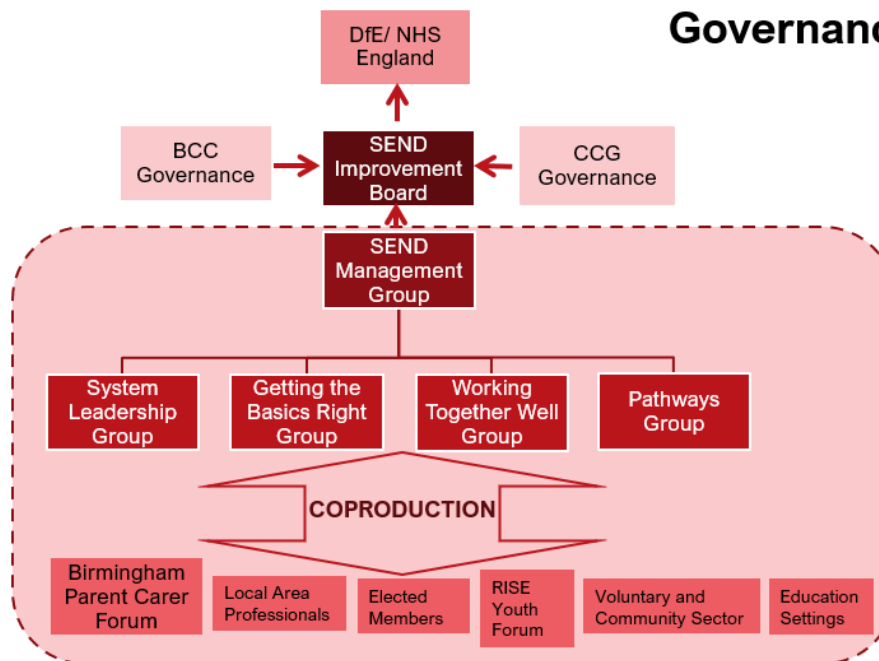 Governanc
DfE/ NHS
England
BCC
Governance
SEND
Improvement
Board
CCG
Governance
SEND
Management
Group
System
Leadership
Group
Getting the
Basics Right
Group
Working
Together Well
Group
Pathways
Group
COPRODUCTION
Birmingham
Parent Carer
Forum
Local Area
Professionals
Elected
Members
RISE
Youth
Forum
Voluntary and
Community Sector
Education
Settings